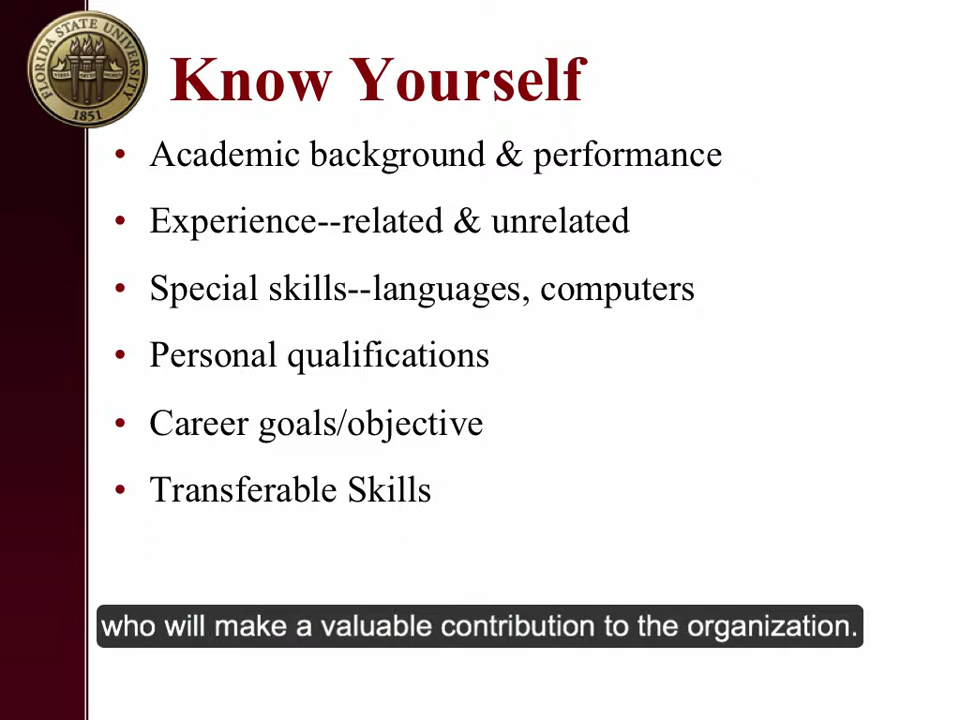 FLORIDA STATE UNIVERSITY
1851
Know Yourself
• Academic background & performance
• Experience--related & unrelated
• Special skills--languages, computers
• Personal qualifications
• Career goals/objective
• Transferable Skills
who will make a valuable contribution to the organization.